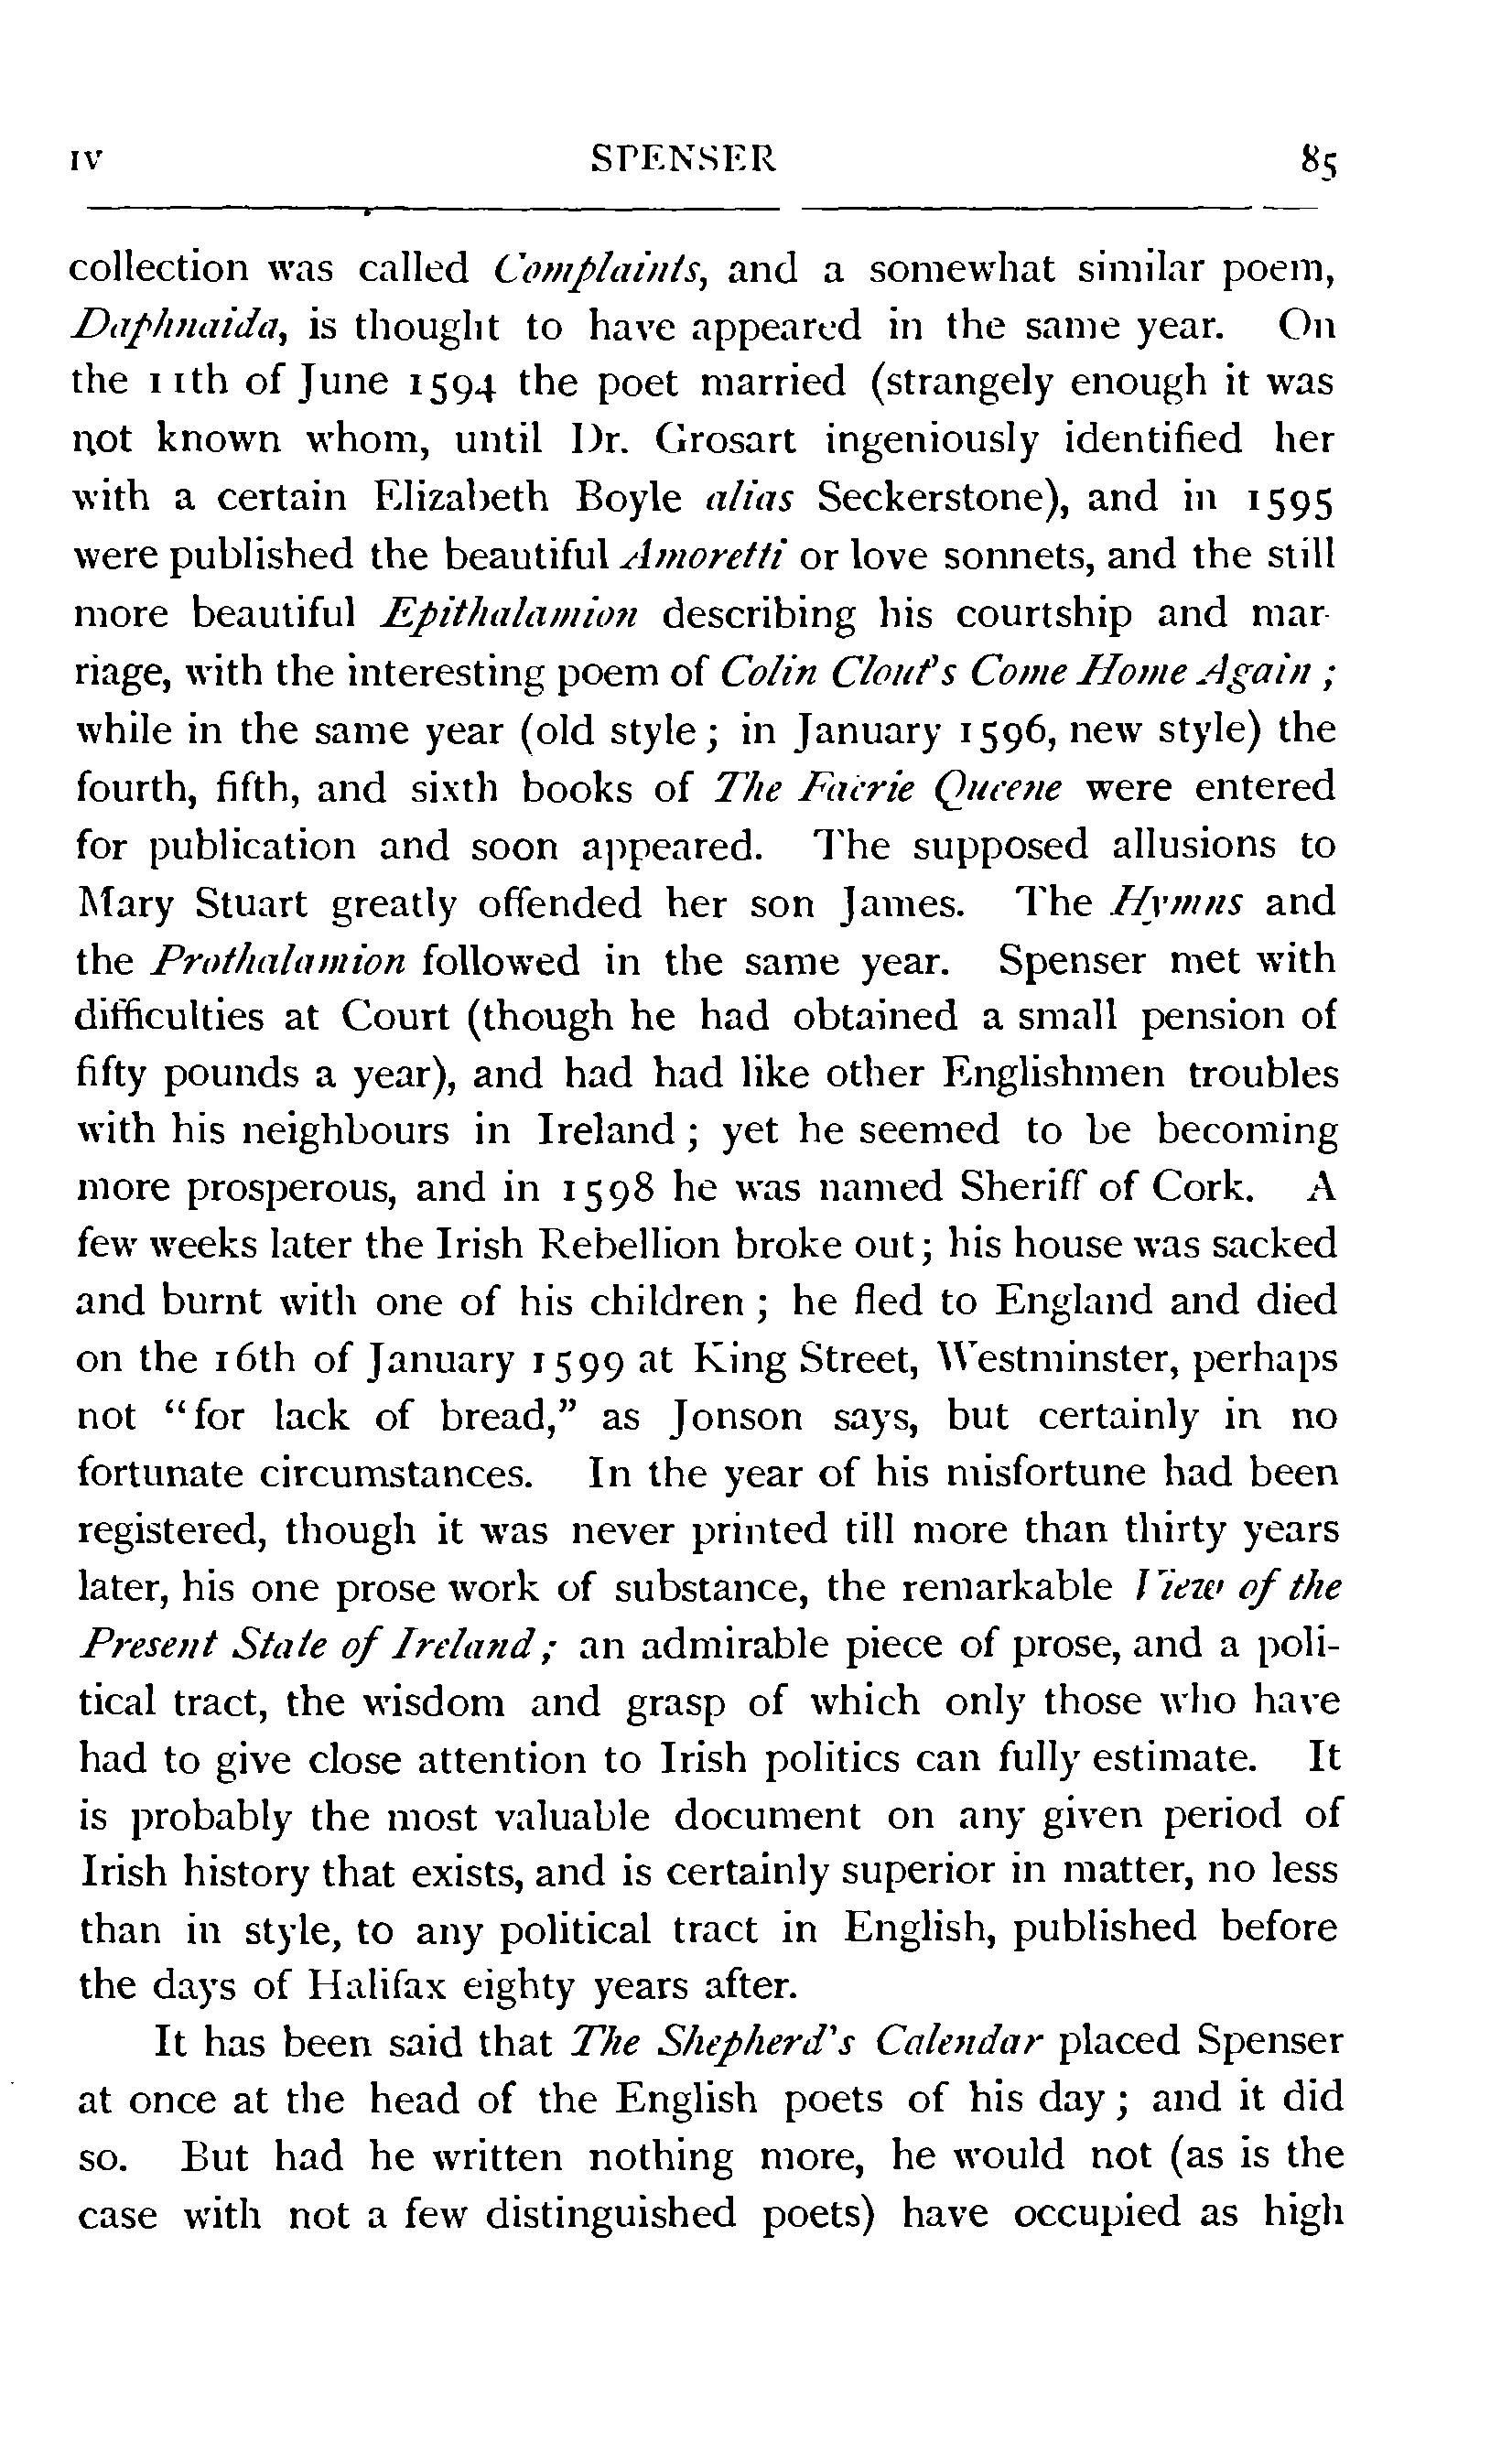 IV SPENSER 85
collection was called Complaints, and a somewhat similar poem,
Daphnaida, is thought to have appeared in the same year. On
the 11th of June 1594 the poet married (strangely enough it was
not known whom, until Dr. Grosart ingeniously identified her
with a certain Elizabeth Boyle alias Seckerstone), and in 1595
were published the beautiful Amoretti or love sonnets, and the still
more beautiful Epithalamion describing his courtship and mar-
riage, with the interesting poem of Colin Clout's Come Home Again ;
while in the same year (old style ; in January 1596, new style) the
fourth, fifth, and sixth books of The Faërie Queene were entered
for publication and soon appeared. The supposed allusions to
Mary Stuart greatly offended her son James. The Hymns and
the Prothalamion followed in the same year. Spenser met with
difficulties at Court (though he had obtained a small pension of
fifty pounds a year), and had had like other Englishmen troubles
with his neighbours in Ireland ; yet he seemed to be becoming
more prosperous, and in 1598 he was named Sheriff of Cork. A
few weeks later the Irish Rebellion broke out ; his house was sacked
and burnt with one of his children ; he fled to England and died
on the 16th of January 1599 at King Street, Westminster, perhaps
not "for lack of bread," as Jonson says, but certainly in no
fortunate circumstances. In the year of his misfortune had been
registered, though it was never printed till more than thirty years
later, his one prose work of substance, the remarkable View of the
Present State of Ireland ; an admirable piece of prose, and a poli-
tical tract, the wisdom and grasp of which only those who have
had to give close attention to Irish politics can fully estimate. It
is probably the most valuable document on any given period of
Irish history that exists, and is certainly superior in matter, no less
than in style, to any political tract in English, published before
the days of Halifax eighty years after.
It has been said that The Shepherd's Calendar placed Spenser
at once at the head of the English poets of his day ; and it did
so. But had he written nothing more, he would not (as is the
case with not a few distinguished poets) have occupied as high